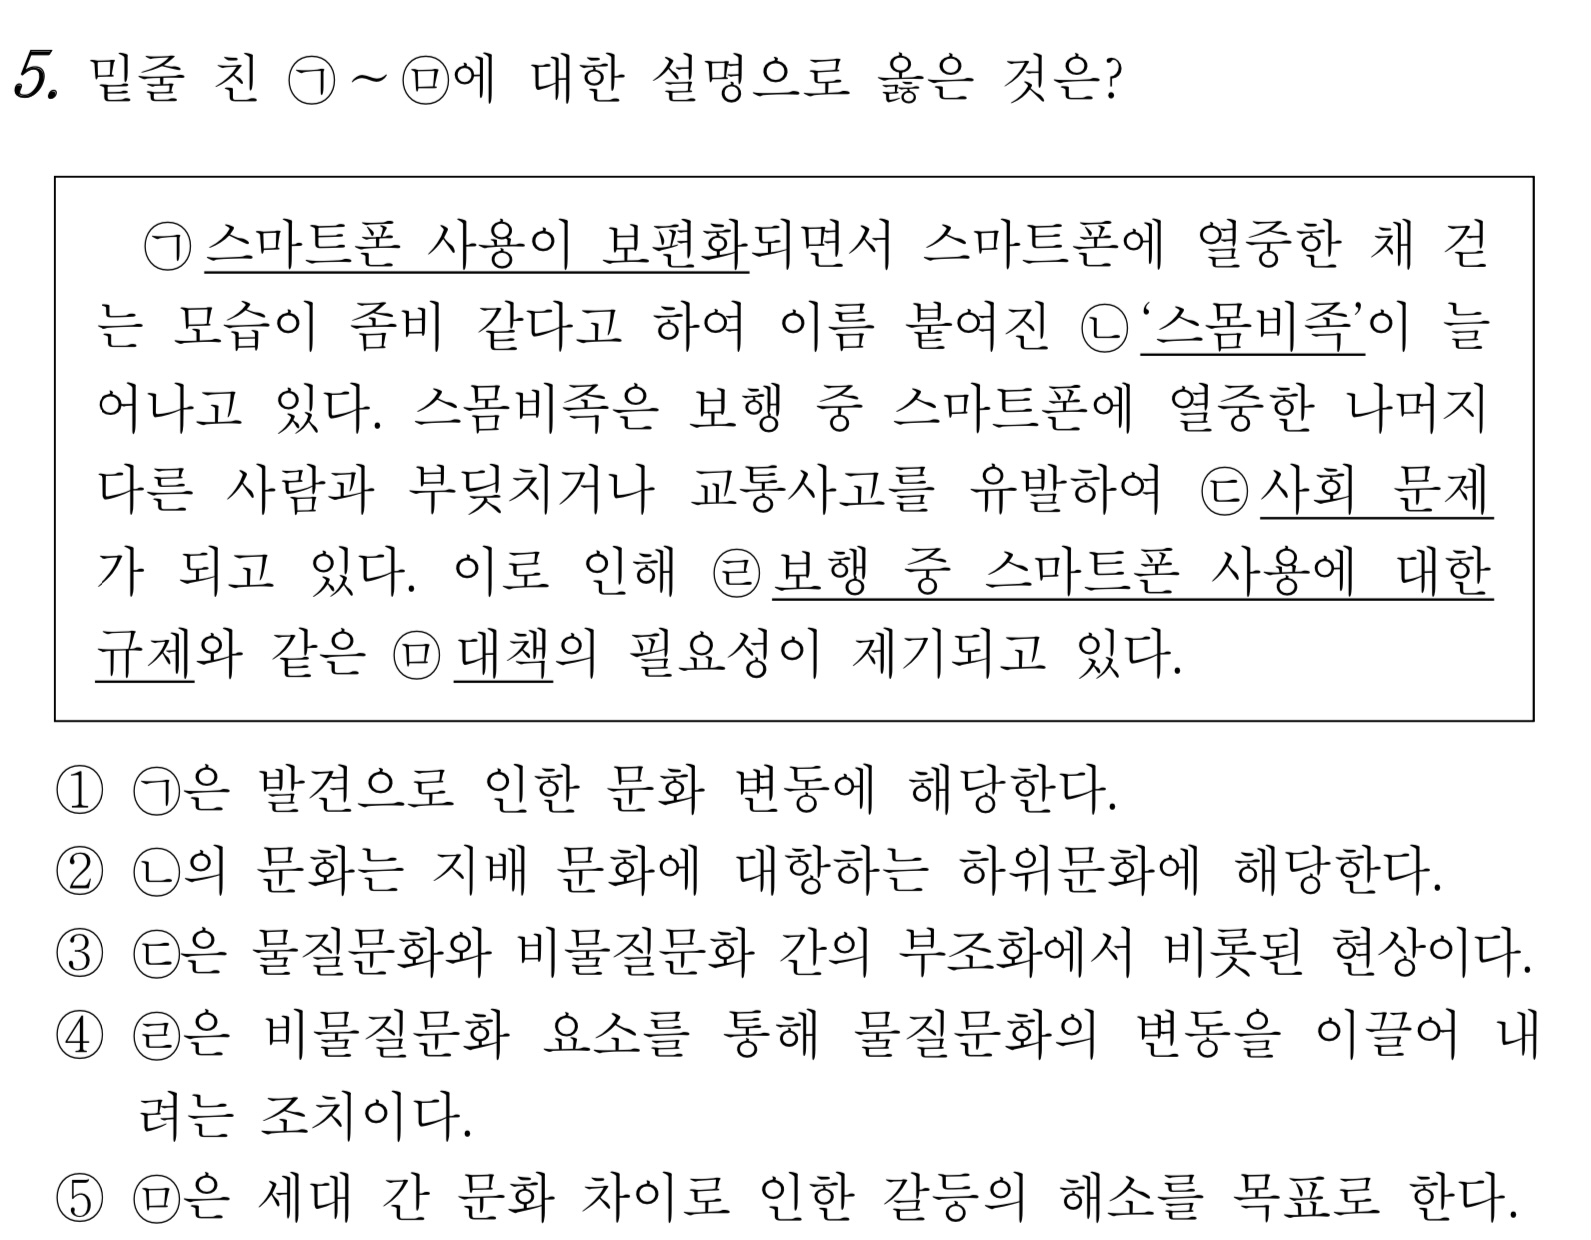 5. 밑줄 친 ㉠~㉤에 대한 설명으로 옳은 것은?
㉠스마트폰 사용이 보편화되면서 스마트폰에 열중한 채 걷
는 모습이 좀비 같다고 하여 이름 붙여진 ㉡‘스몸비족’이 늘
어나고 있다. 스몸비족은 보행 중 스마트폰에 열중한 나머지
다른 사람과 부딪치거나 교통사고를 유발하여 ㉢사회 문제
가 되고 있다. 이로 인해 ㉣보행 중 스마트폰 사용에 대한
규제와 같은 ㉤대책의 필요성이 제기되고 있다.
① ㉠은 발견으로 인한 문화 변동에 해당한다.
② ㉡의 문화는 지배 문화에 대항하는 하위문화에 해당한다.
③ ㉢은 물질문화와 비물질문화 간의 부조화에서 비롯된 현상이다.
④ ㉣은 비물질문화 요소를 통해 물질문화의 변동을 이끌어 내
려는 조치이다.
⑤ ㉤은 세대 간 문화 차이로 인한 갈등의 해소를 목표로 한다.